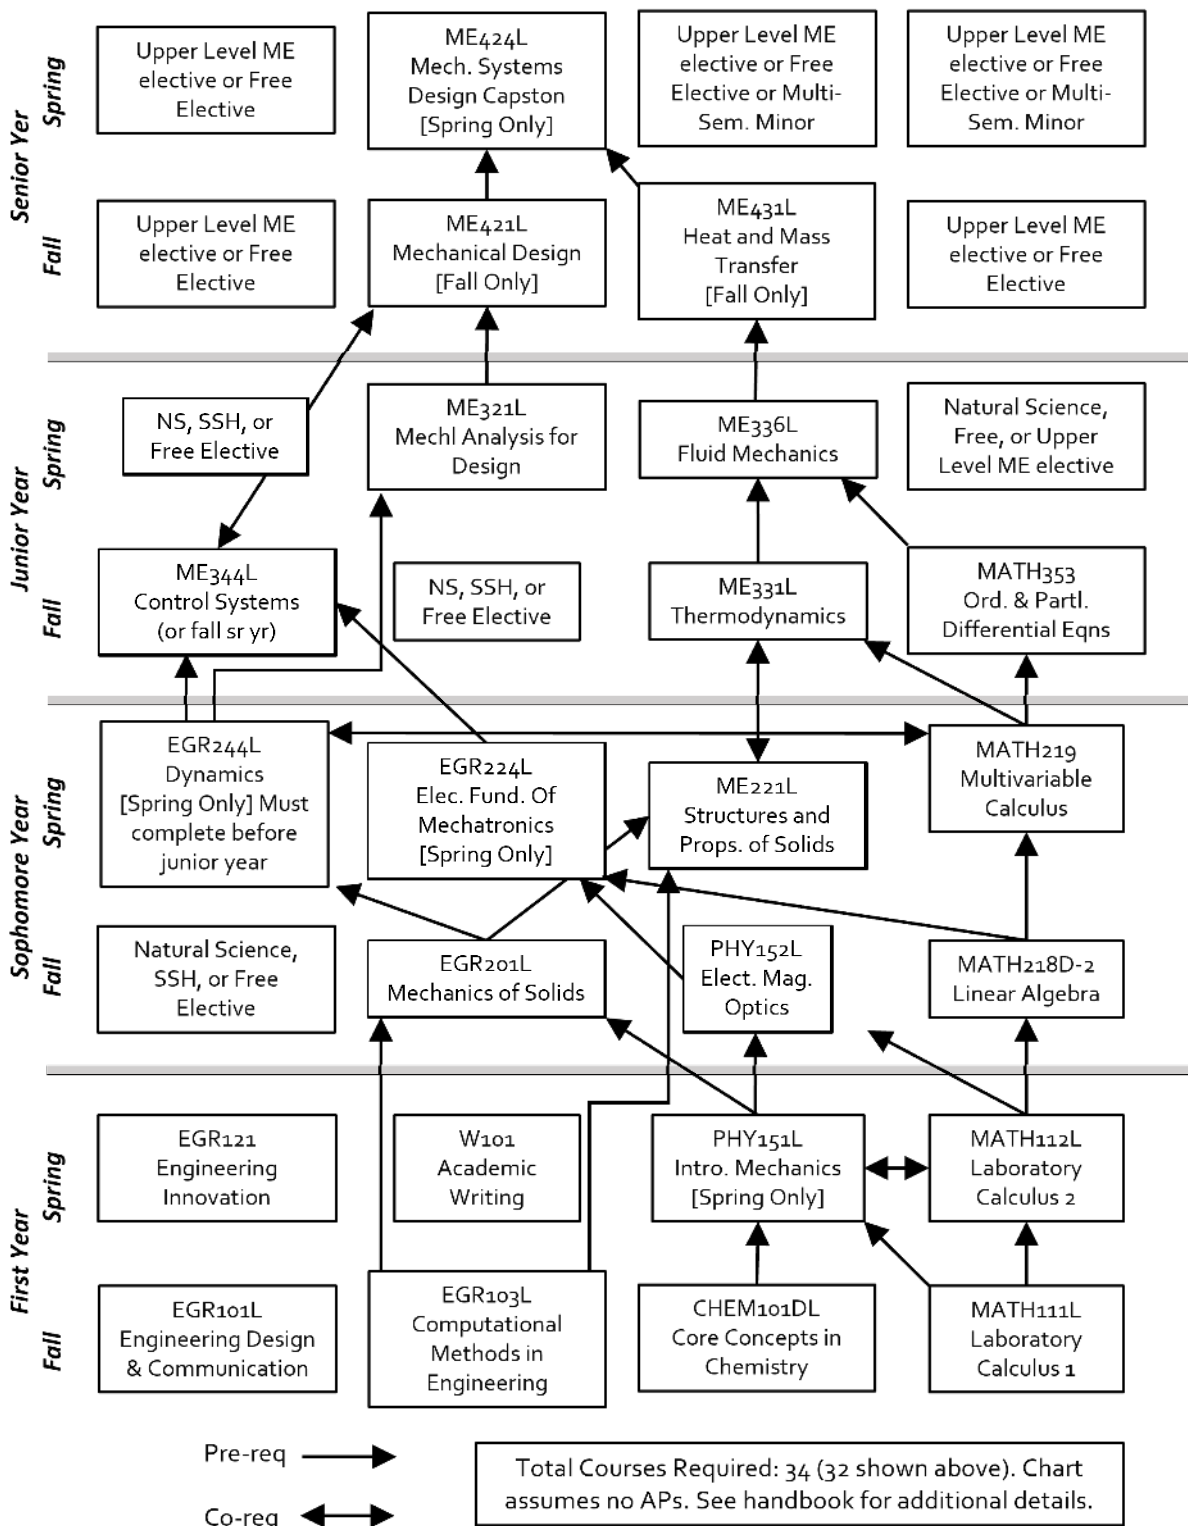 Senior Yer
Spring
Upper Level ME
elective or Free
Elective
ME424L
Mech. Systems
Design Capston
[Spring Only]
Upper Level ME
elective or Free
Elective or Multi-
Sem. Minor
Upper Level ME
elective or Free
Elective or Multi-
Sem. Minor
Fall
Upper Level ME
elective or Free
Elective
ME421L
Mechanical Design
[Fall Only]
ME431L
Heat and Mass
Transfer
[Fall Only]
Upper Level ME
elective or Free
Elective
Junior Year
Spring
NS, SSH, or
Free Elective
ME321L
Mechl Analysis for
Design
ME336L
Fluid Mechanics
Natural Science,
Free, or Upper
Level ME elective
Fall
ME344L
Control Systems
(or fall sr yr)
NS, SSH, or
Free Elective
ME331L
Thermodynamics
MATH353
Ord. & Partl.
Differential Eqns
Sophomore Year
Spring
EGR244L
Dynamics
[Spring Only] Must
complete before
junior year
EGR224L
Elec. Fund. Of
Mechatronics
[Spring Only]
ME221L
Structures and
Props. of Solids
MATH219
Multivariable
Calculus
Fall
Natural Science,
SSH, or Free
Elective
EGR201L
Mechanics of Solids
PHY152L
Elect. Mag.
Optics
MATH218D-2
Linear Algebra
First Year
Spring
EGR121
Engineering
Innovation
W101
Academic
Writing
PHY151L
Intro. Mechanics
[Spring Only]
MATH112L
Laboratory
Calculus 2
Fall
EGR101L
Engineering Design
& Communication
EGR103L
Computational
Methods in
Engineering
CHEM101DL
Core Concepts in
Chemistry
MATH111L
Laboratory
Calculus 1
Pre-req
Co-req
Total Courses Required: 34 (32 shown above). Chart
assumes no APs. See handbook for additional details.